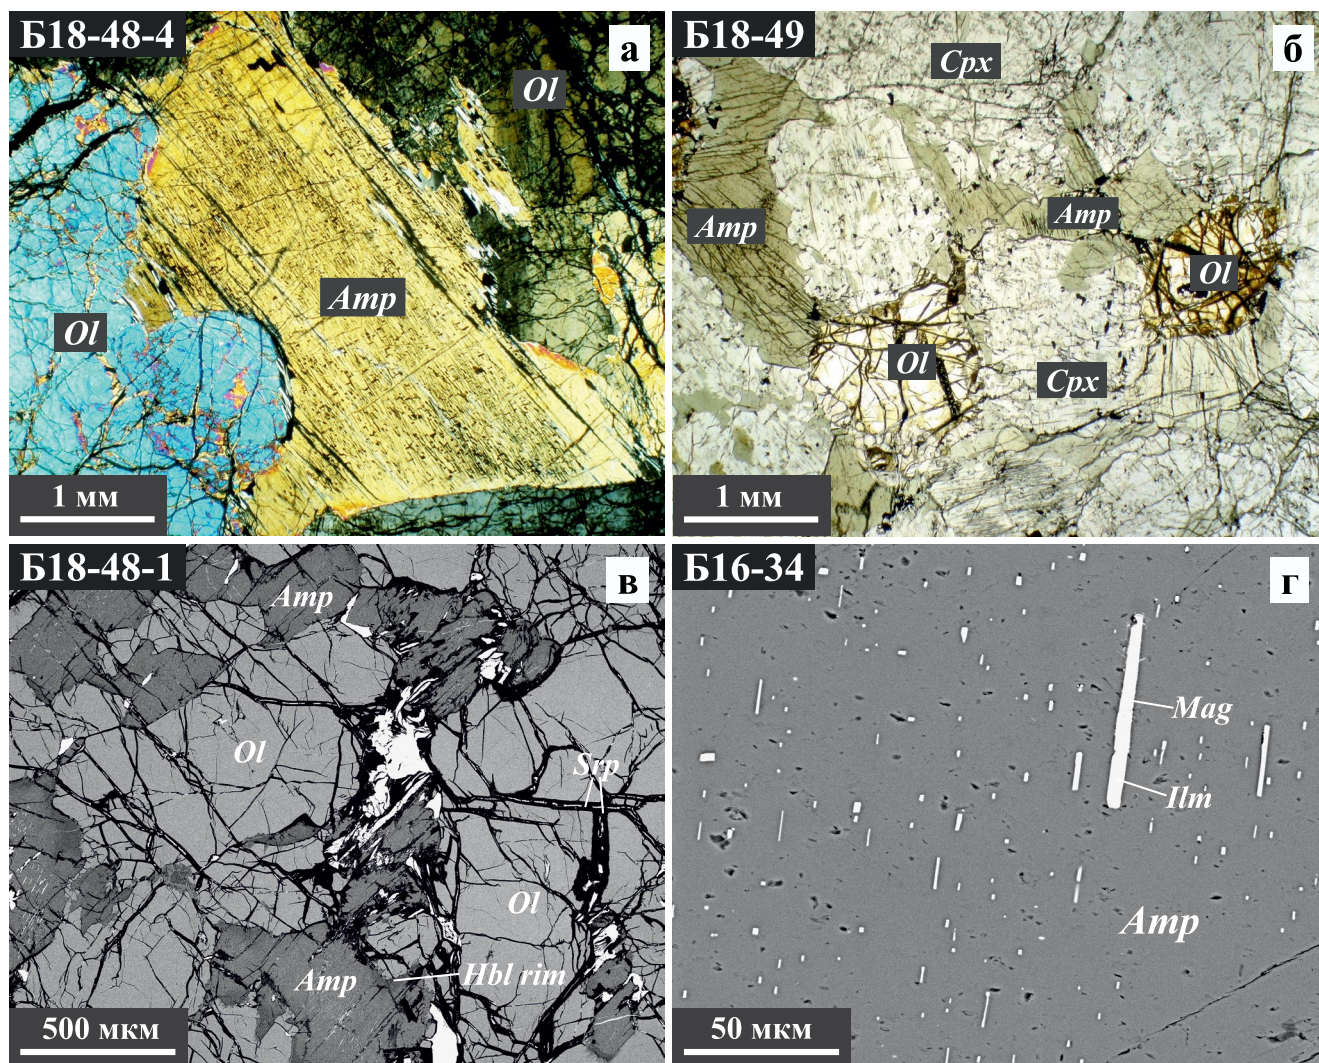 Б18-48-4
а
Ol
Amp
Ol
1 мм
Б18-49
б
Cpx
Amp
Amp
Ol
Ol
Cpx
1 мм
Б18-48-1
в
Amp
Ol
Srp
Ol
Amp
Hbl rim
500 мкм
Б16-34
г
Mag
Ilm
Amp
50 мкм